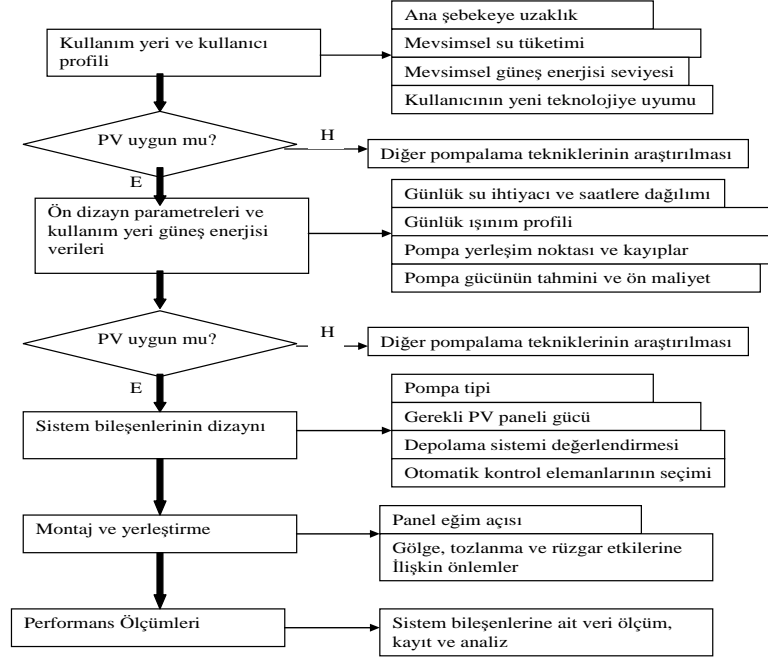 Kullanım yeri ve kullanıcı
profili
Ana şebekeye uzaklık
Mevsimsel su tüketimi
Mevsimsel güneş enerjisi seviyesi
Kullanıcının yeni teknolojiye uyumu
PV uygun mu?
H
Diğer pompalama tekniklerinin araştırılması
E
Ön dizayn parametreleri ve
kullanım yeri güneş enerjisi
verileri
Günlük su ihtiyacı ve saatlere dağılımı
Günlük ışınım profili
Pompa yerleşim noktası ve kayıplar
Pompa gücünün tahmini ve ön maliyet
PV uygun mu?
H
Diğer pompalama tekniklerinin araştırılması
E
Sistem bileşenlerinin dizaynı
Pompa tipi
Gerekli PV paneli gücü
Depolama sistemi değerlendirmesi
Otomatik kontrol elemanlarının seçimi
Montaj ve yerleştirme
Panel eğim açısı
Gölge, tozlanma ve rüzgar etkilerine
İlişkin önlemler
Performans Ölçümleri
Sistem bileşenlerine ait veri ölçüm,
kayıt ve analiz